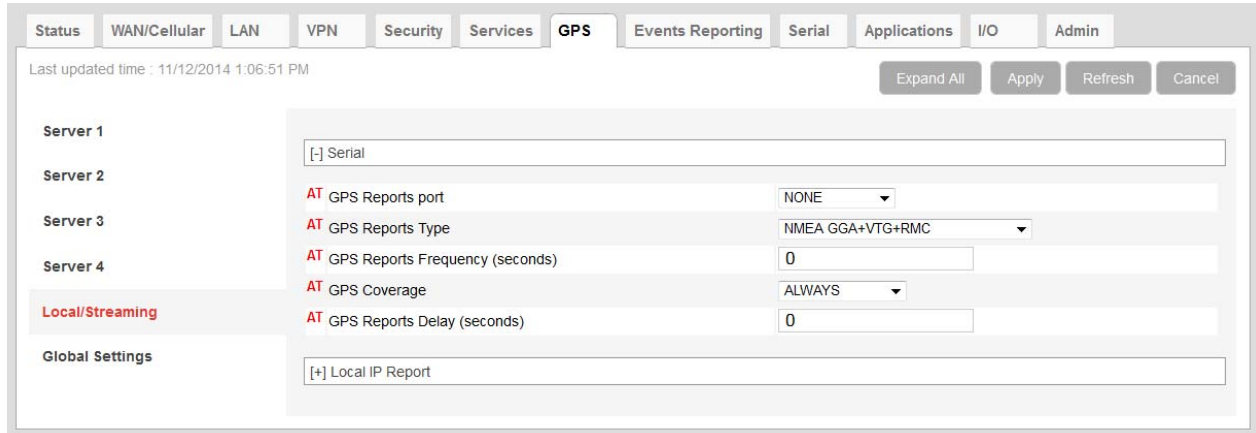 Status WAN/Cellular LAN VPN Security Services GPS Events Reporting Serial Applications I/O Admin
Last updated time : 11/12/2014 1:06:51 PM
Expand All Apply Refresh Cancel
Server 1
Server 2
Server 3
Server 4
Local/Streaming
Global Settings
[-] Serial
AT GPS Reports port NONE
AT GPS Reports Type NMEA GGA+VTG+RMC
AT GPS Reports Frequency (seconds) 0
AT GPS Coverage ALWAYS
AT GPS Reports Delay (seconds) 0
[+] Local IP Report